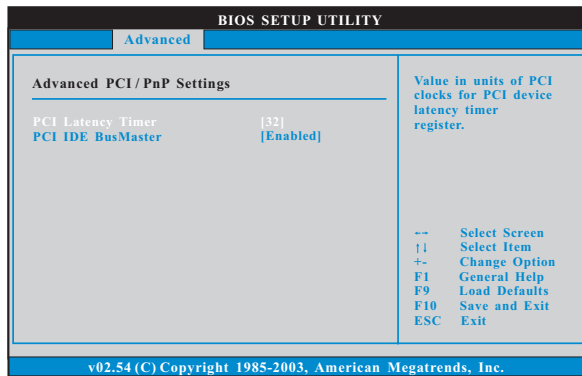 BIOS SETUP UTILITY
Advanced
Advanced PCI / PnP Settings
PCI Latency Timer [32]
PCI IDE BusMaster [Enabled]
Value in units of PCI
clocks for PCI device
latency timer
register.
←→ Select Screen
↑↓ Select Item
+- Change Option
F1 General Help
F9 Load Defaults
F10 Save and Exit
ESC Exit
v02.54 (C) Copyright 1985-2003, American Megatrends, Inc.